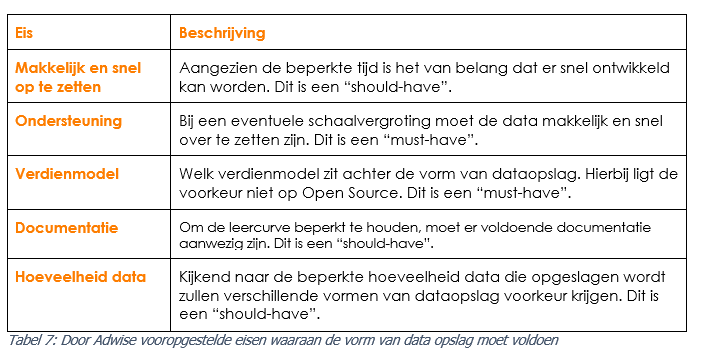 Eis Beschrijving
Makkelijk en snel op te zetten
Aangezien de beperkte tijd is het van belang dat er snel ontwikkeld
kan worden. Dit is een “should-have”.
Ondersteuning
Bij een eventuele schaalvergroting moet de data makkelijk en snel
over te zetten zijn. Dit is een “must-have”.
Verdienmodel
Welk verdienmodel zit achter de vorm van dataopslag. Hierbij ligt de
voorkeur niet op Open Source. Dit is een “must-have”.
Documentatie
Om de leercurve beperkt te houden, moet er voldoende documentatie
aanwezig zijn. Dit is een “should-have”.
Hoeveelheid data
Kijkend naar de beperkte hoeveelheid data die opgeslagen wordt
zullen verschillende vormen van dataopslag voorkeur krijgen. Dit is
een “should-have”.
Tabel 7: Door Adwise vooropgestelde eisen waaraan de vorm van data opslag moet voldoen